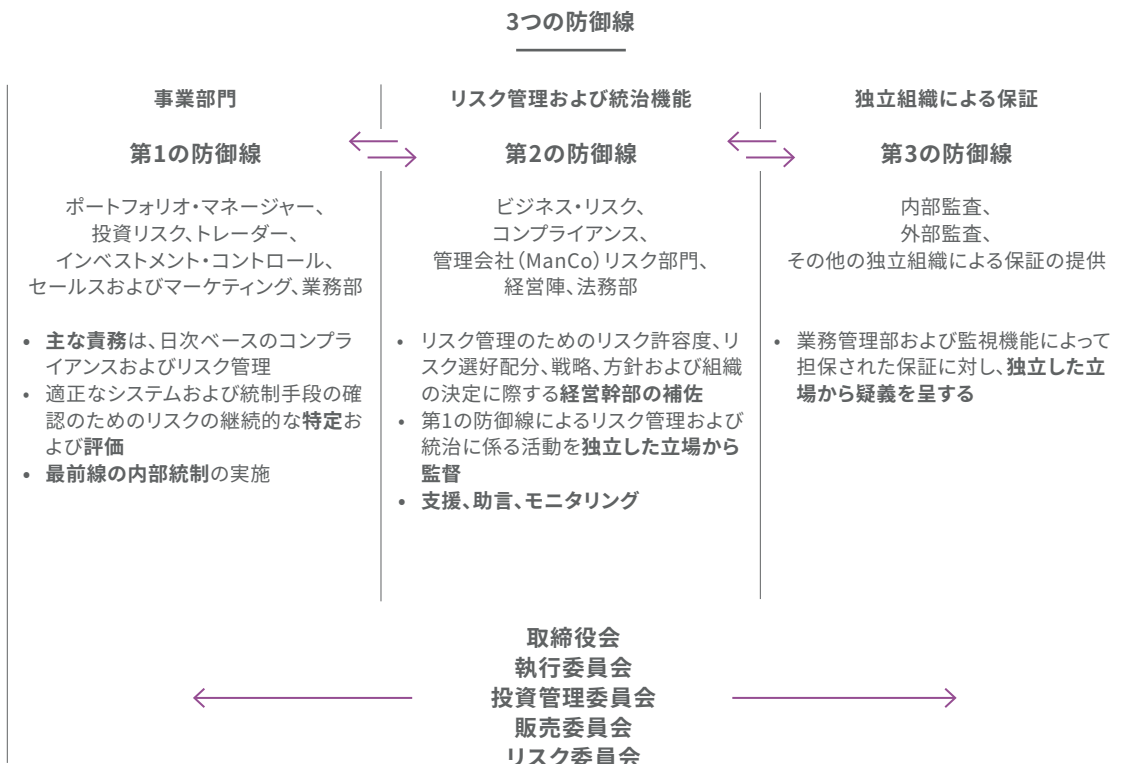 3つの防御線
事業部門
第1の防御線
ポートフォリオ・マネージャー、
投資リスク、トレーダー、
インベストメント・コントロール、
セールスおよびマーケティング、業務部
• 主な責務は、日次ベースのコンプラ
イアンスおよびリスク管理
• 適正なシステムおよび統制手段の確
認のためのリスクの継続的な特定お
よび評価
• 最前線の内部統制の実施
リスク管理および統治機能
第2の防御線
ビジネス・リスク、
コンプライアンス、
管理会社（ManCo）リスク部門、
経営陣、法務部
• リスク管理のためのリスク許容度、リ
スク選好配分、戦略、方針および組織
の決定に際する経営幹部の補佐
• 第1の防御線によるリスク管理および
統治に係る活動を独立した立場から
監督
• 支援、助言、モニタリング
独立組織による保証
第3の防御線
内部監査、
外部監査、
その他の独立組織による保証の提供
• 業務管理部および監視機能によって
担保された保証に対し、独立した立
場から疑義を呈する
取締役会
執行委員会
投資管理委員会
販売委員会
リスク委員会